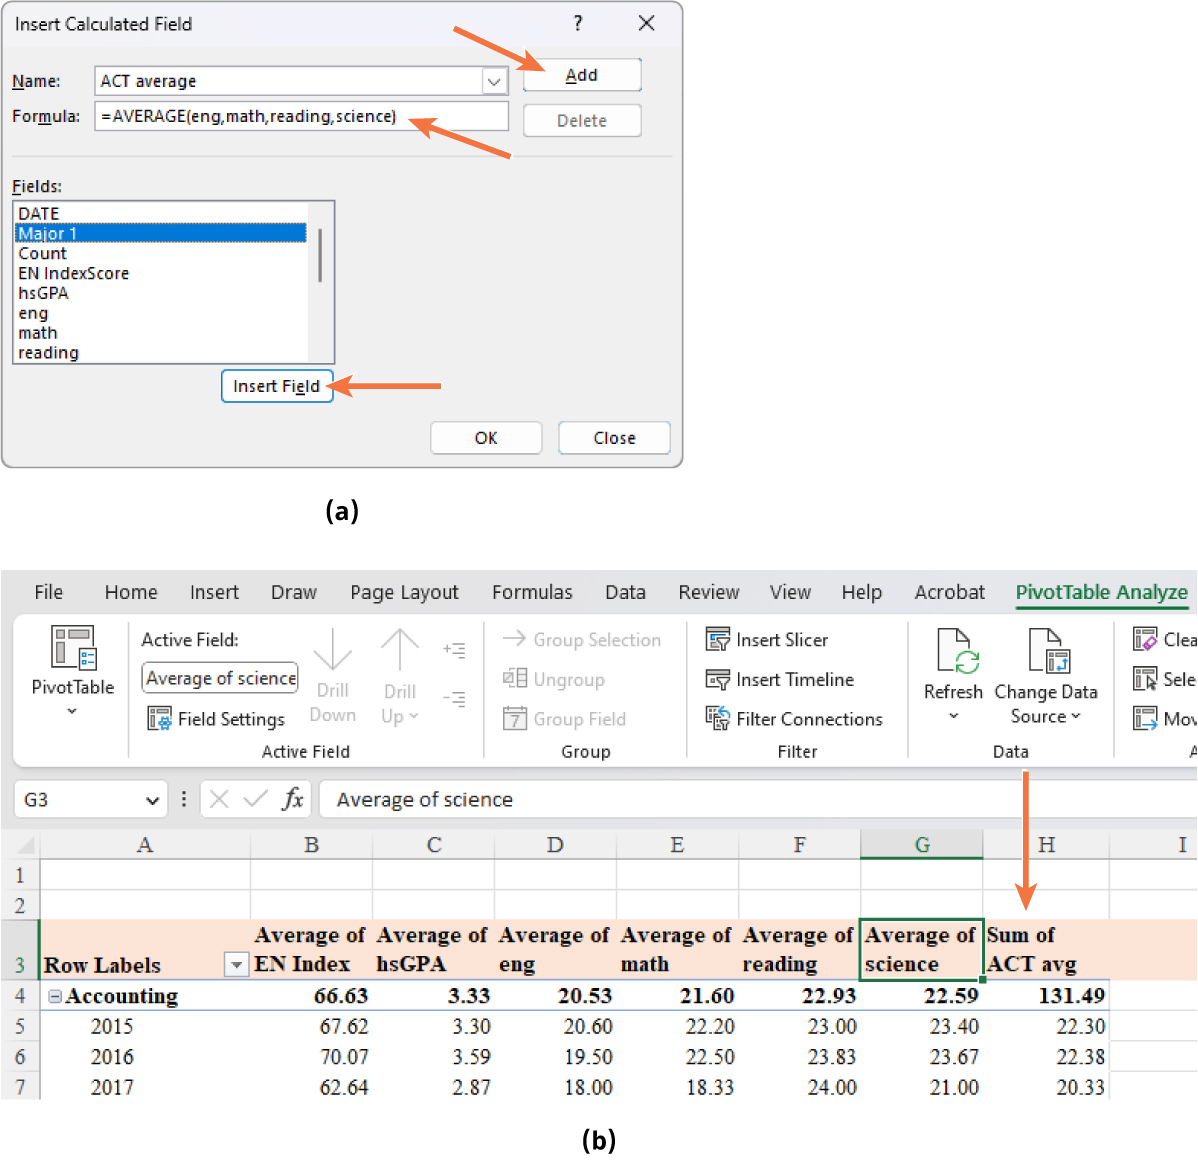 Insert Calculated Field ?
Name: ACT average Add
Formula: =AVERAGE(eng,math,reading,science) Delete
Fields:
DATE
Major 1
Count
EN IndexScore
hsGPA
eng
math
reading
Insert Field
OK Close
(a)
File Home Insert Draw Page Layout Formulas Data Review View Help Acrobat PivotTable Analyze
PivotTable
Active Field:
Average of science
Field Settings
Drill
Down
Drill
Up
Active Field
Group Selection
Ungroup
7 Group Field
Group
Insert Slicer
Insert Timeline
Filter Connections
Filter
Refresh
Change Data
Source
Data
Clea
Sele
Mov
A
G3 fx Average of science
A B C D E F G H I
1
2
3 Row Labels Average of EN Index Average of hsGPA Average of eng Average of math Average of reading Average of science Sum of ACT avg
4 Accounting 66.63 3.33 20.53 21.60 22.93 22.59 131.49
5 2015 67.62 3.30 20.60 22.20 23.00 23.40 22.30
6 2016 70.07 3.59 19.50 22.50 23.83 23.67 22.38
7 2017 62.64 2.87 18.00 18.33 24.00 21.00 20.33
(b)